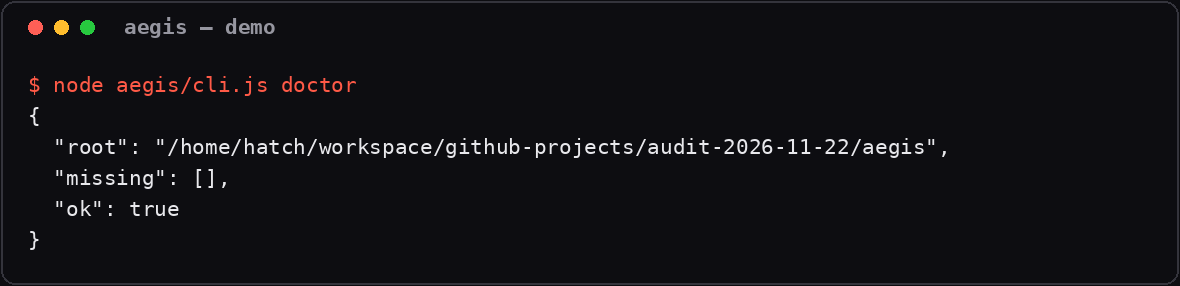 aegis — demo
$ node aegis/cli.js doctor
{
  "root": "/home/hatch/workspace/github-projects/audit-2026-11-22/aegis",
  "missing": [],
  "ok": true
}